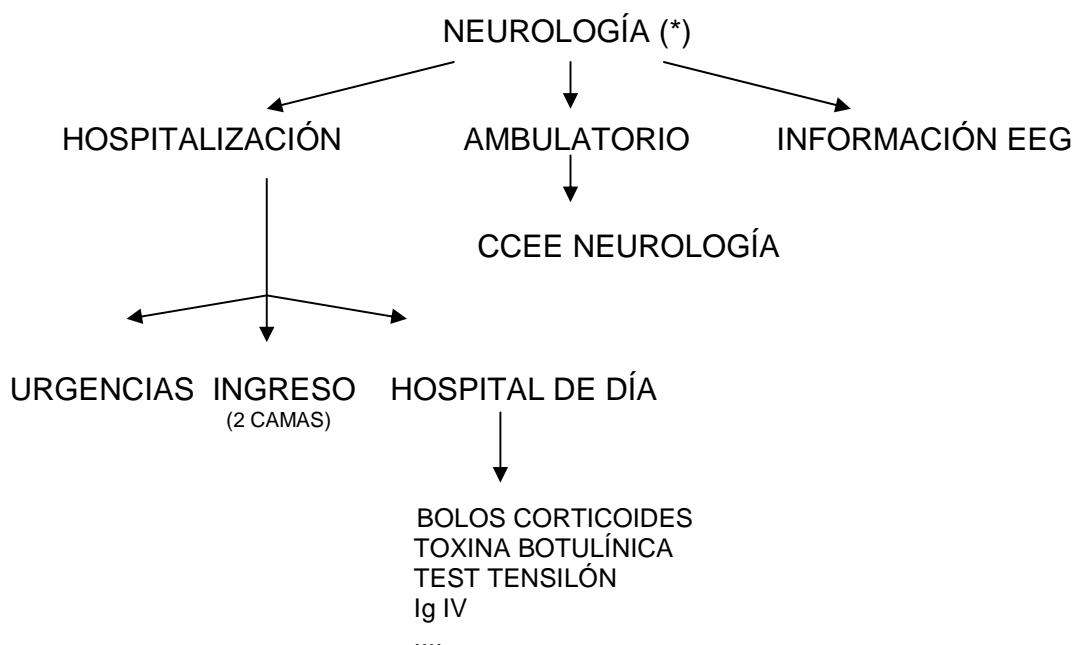 NEUROLOGÍA (*)
HOSPITALIZACIÓN AMBULATORIO INFORMACIÓN EEG
CCEE NEUROLOGÍA
URGENCIAS INGRESO HOSPITAL DE DÍA
(2 CAMAS)
BOLOS CORTICOIDES
TOXINA BOTULÍNICA
TEST TENSILÓN
Ig IV
....